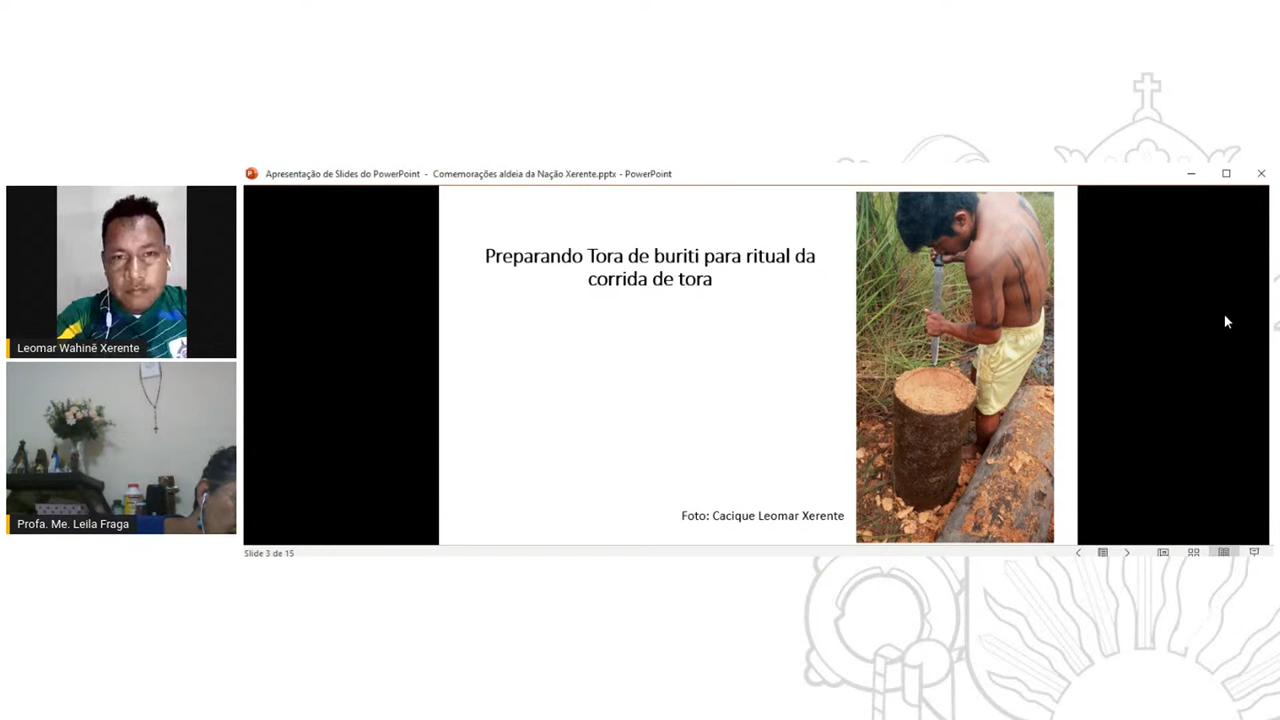 Apresentação de Slides do PowerPoint - Comemorações aldeia da Nação Xerente.pptx - PowerPoint
Leomar Wahinẽ Xerente
Profa. Me. Leila Fraga
Preparando Tora de buriti para ritual da
corrida de tora
Foto: Cacique Leomar Xerente
Slide 3 de 15